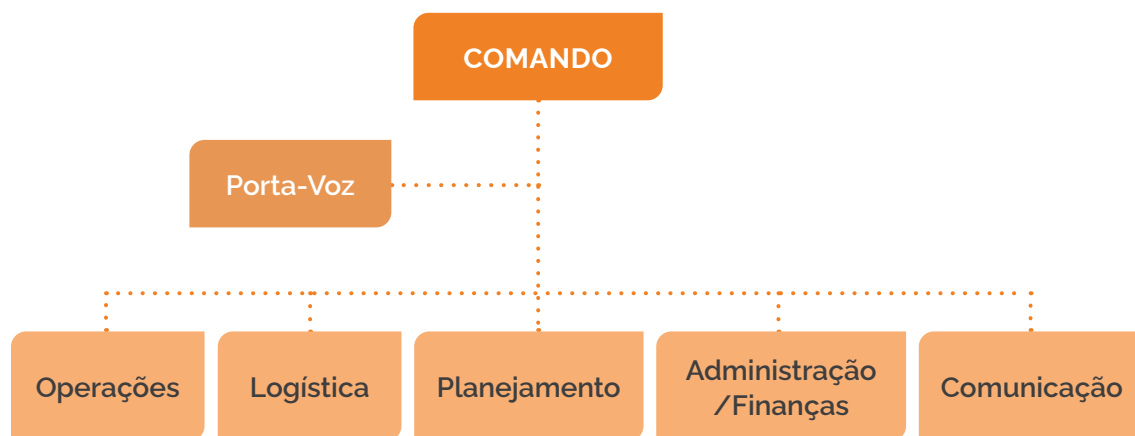 COMANDO
Porta-Voz
Operações
Logística
Planejamento
Administração
/Finanças
Comunicação